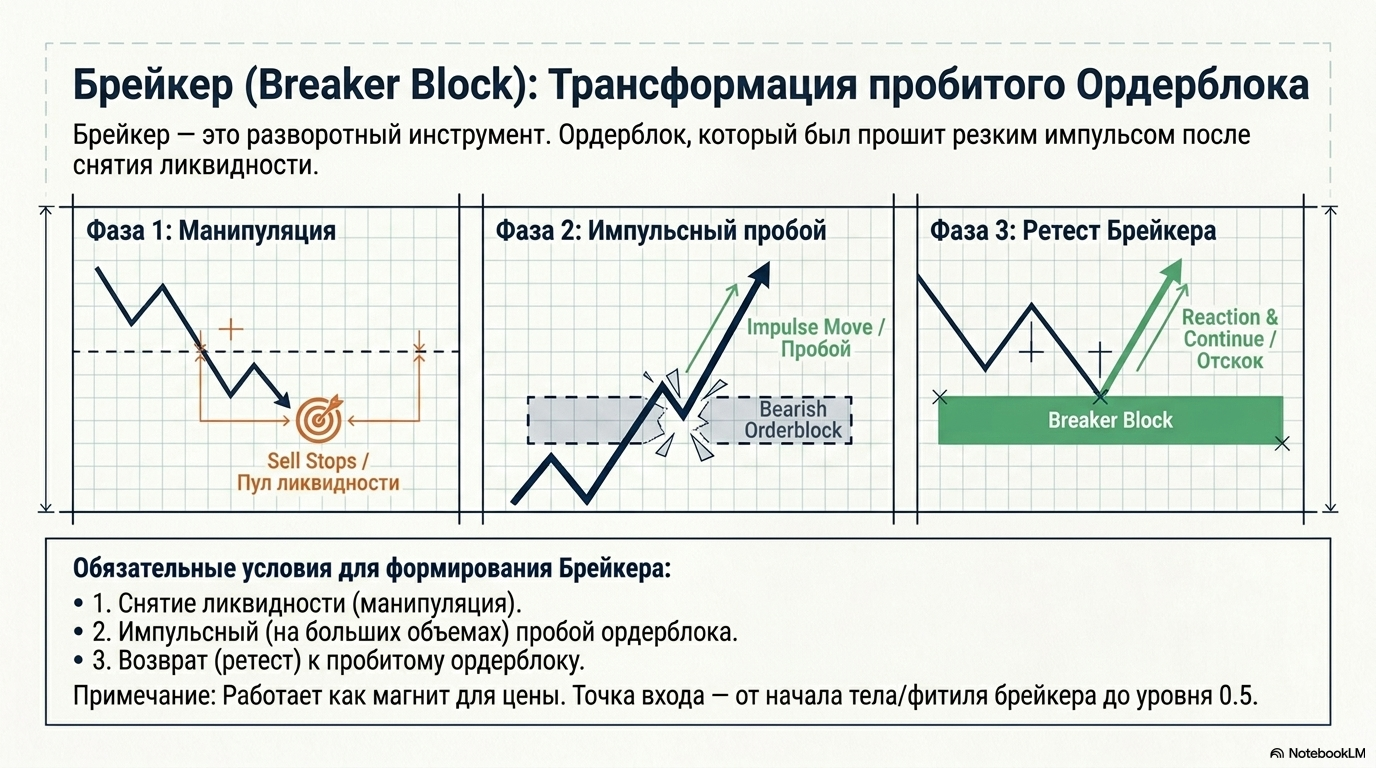 Брейкер (Breaker Block): Трансформация пробитого Ордерблока
Брейкер — это разворотный инструмент. Ордерблок, который был прошит резким импульсом после
снятия ликвидности.
Фаза 1: Манипуляция
Sell Stops /
Пул ликвидности
Фаза 2: Импульсный пробой
Impulse Move /
Пробой
Bearish
Orderblock
Фаза 3: Ретест Брейкера
Reaction &
Continue /
Отскок
Breaker Block
Обязательные условия для формирования Брейкера:
• 1. Снятие ликвидности (манипуляция).
• 2. Импульсный (на больших объемах) пробой ордерблока.
• 3. Возврат (ретест) к пробитому ордерблоку.
Примечание: Работает как магнит для цены. Точка входа — от начала тела/фитиля брейкера до уровня 0.5.
NotebookLM